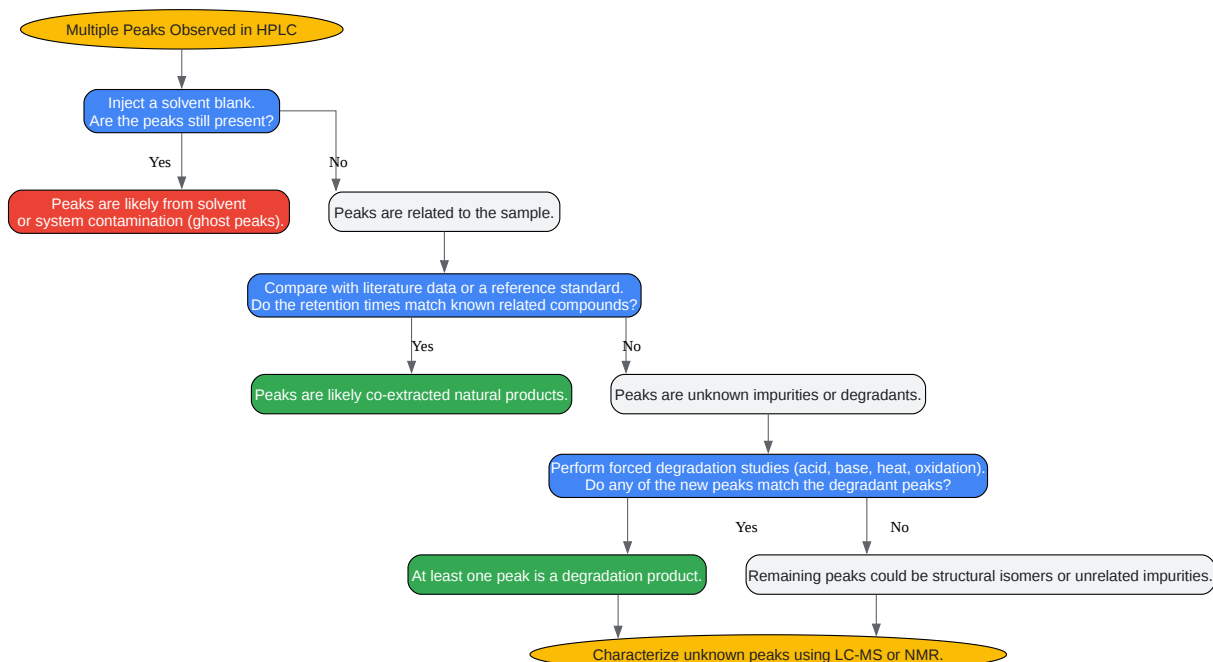 Multiple Peaks Observed in HPLC
Inject a solvent blank.
Are the peaks still present?
Yes
No
Peaks are likely from solvent
or system contamination (ghost peaks).
Peaks are related to the sample.
Compare with literature data or a reference standard.
Do the retention times match known related compounds?
Yes
No
Peaks are likely co-extracted natural products.
Peaks are unknown impurities or degradants.
Perform forced degradation studies (acid, base, heat, oxidation).
Do any of the new peaks match the degradant peaks?
Yes
No
At least one peak is a degradation product.
Remaining peaks could be structural isomers or unrelated impurities.
Characterize unknown peaks using LC-MS or NMR.